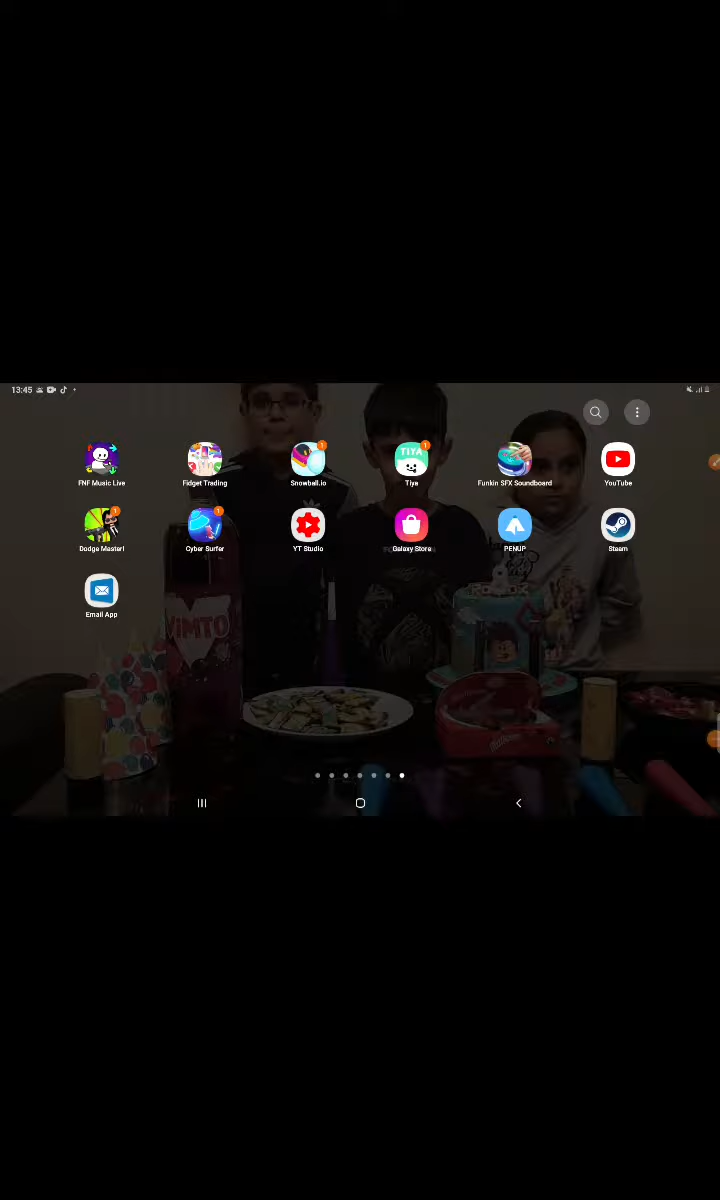 13:45
FNF Music Live
Fidget Trading
Snowball.io
TIYA
Tiya
Funkin SFX Soundboard
YouTube
Dodge Master!
Cyber Surfer
YT Studio
Galaxy Store
PENUP
Steam
Email App
VIMTO